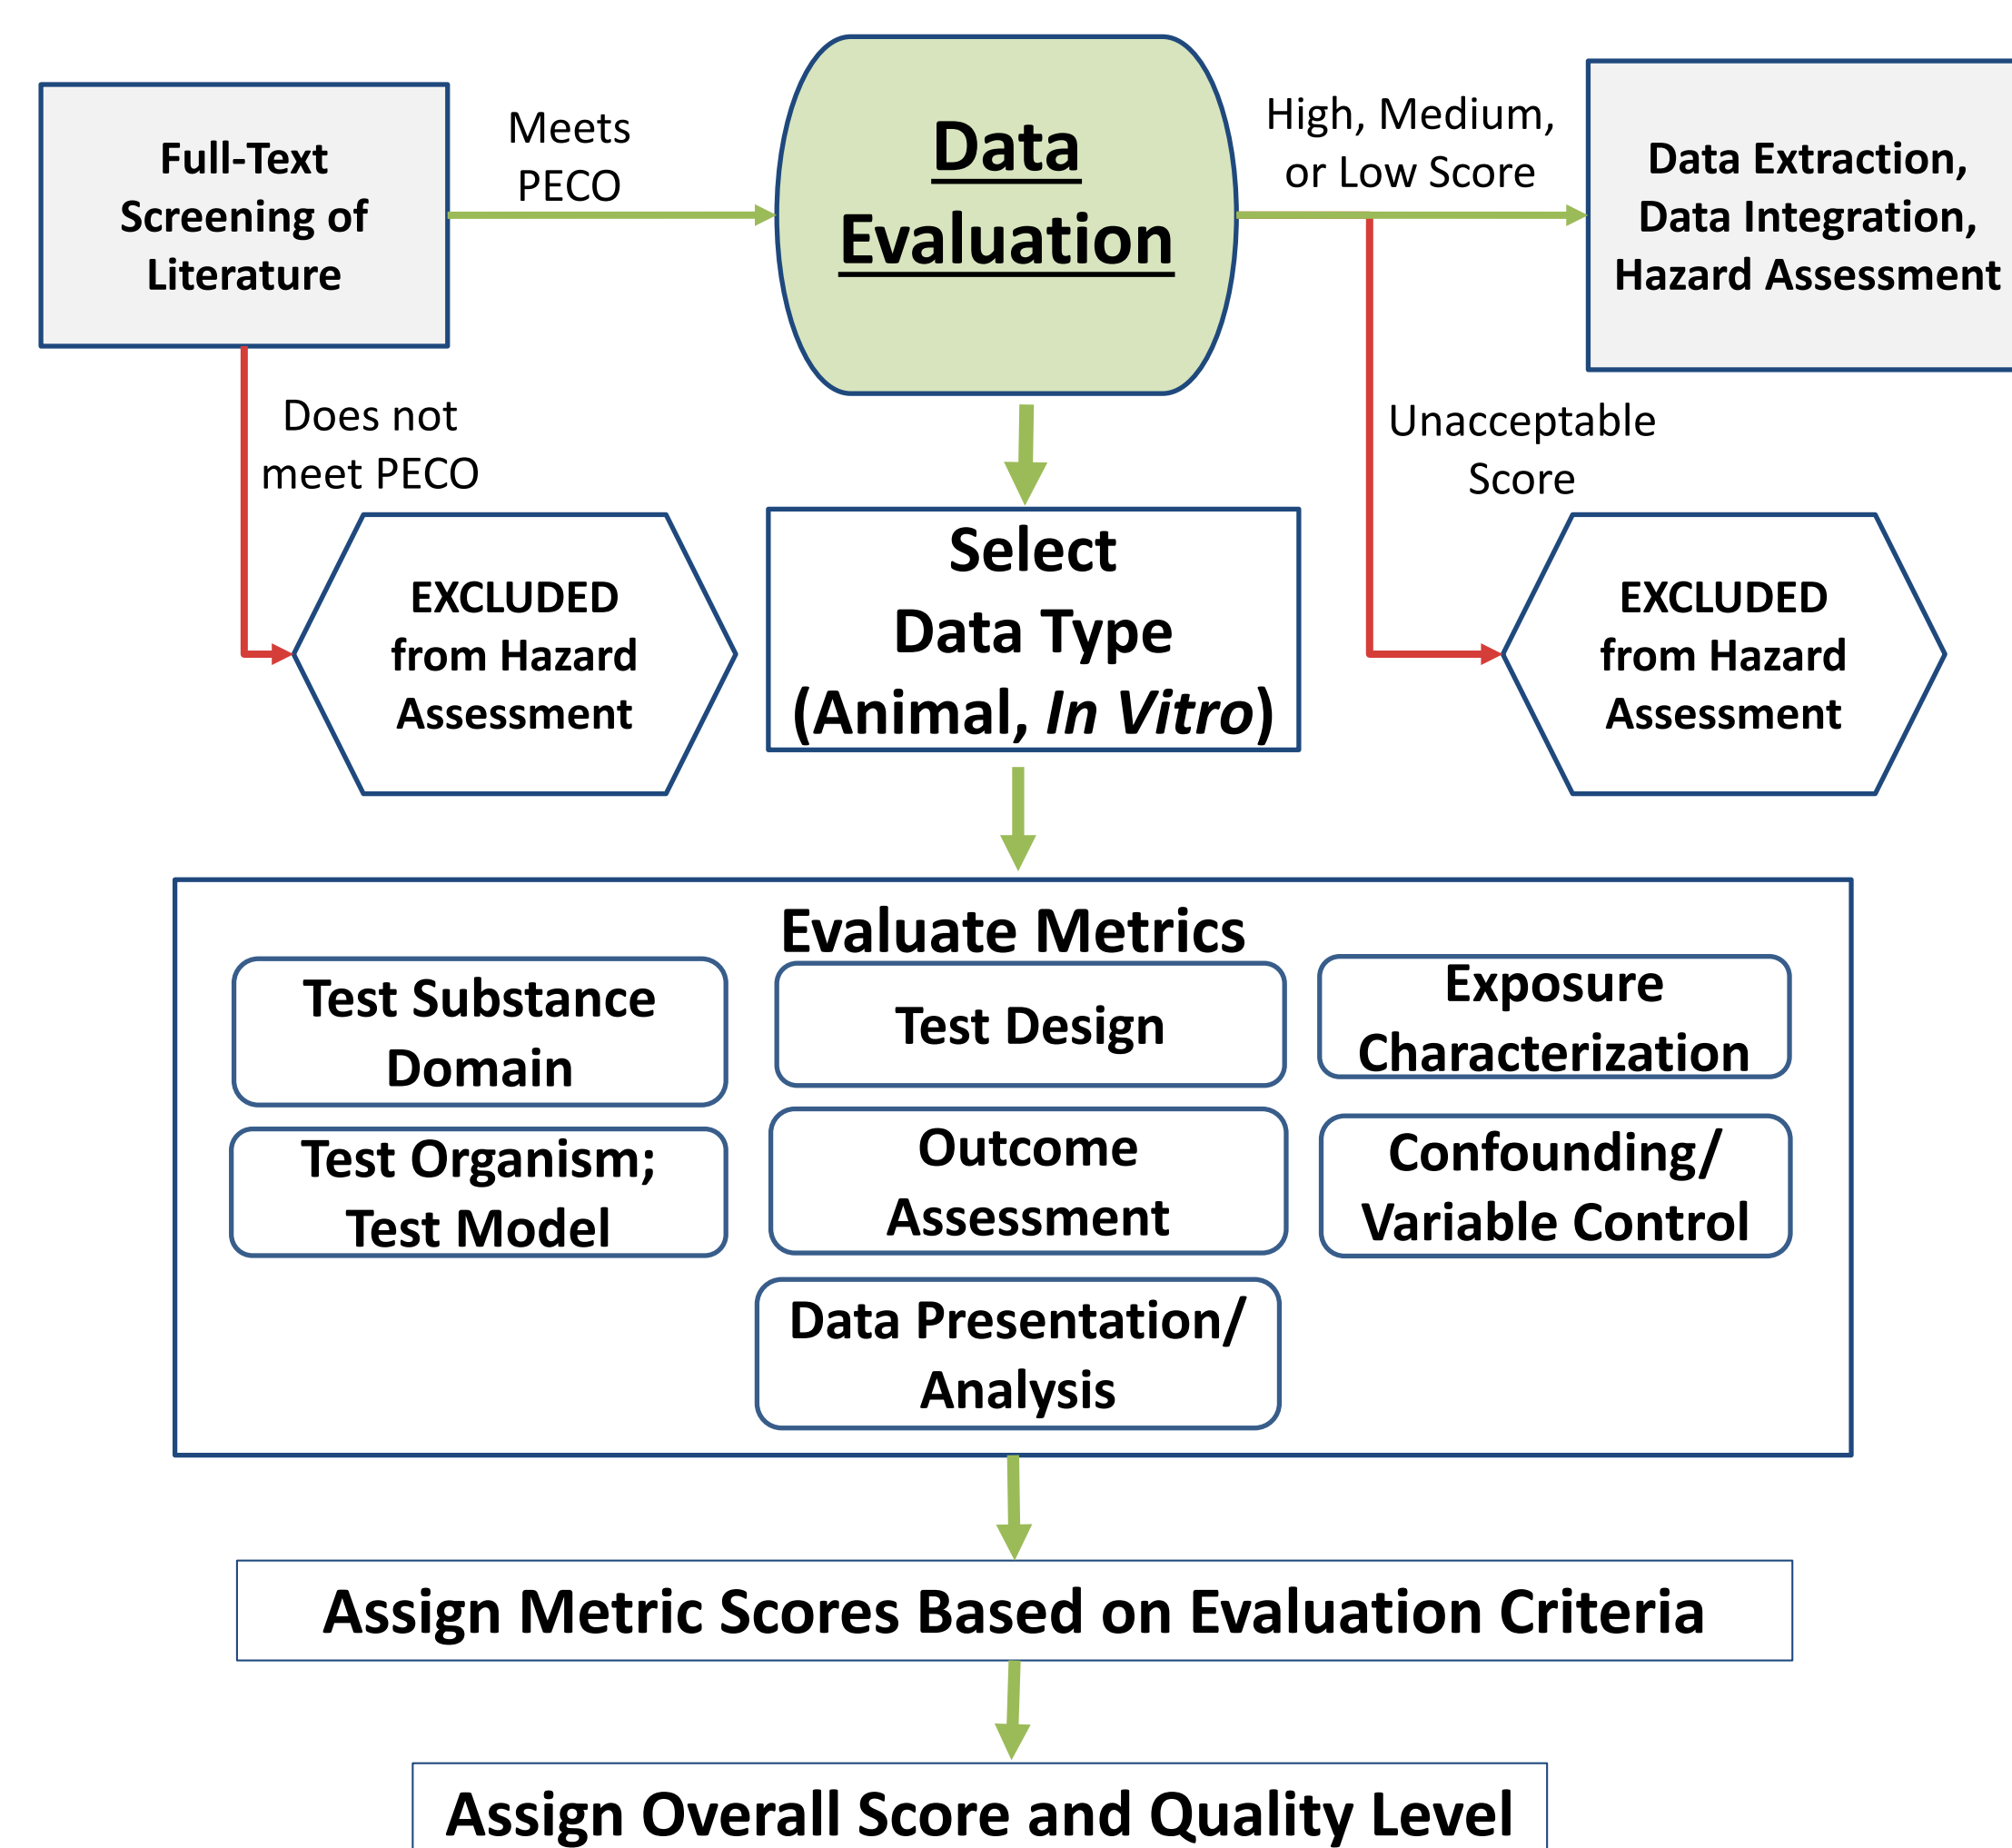 Full-Text
Screening of
Literature
Meets
PECO
Data
Evaluation
High, Medium,
or Low Score
Data Extraction,
Data Integration,
Hazard Assessment
Does not
meet PECO
Unacceptable
Score
EXCLUDED
from Hazard
Assessment
Select
Data Type
(Animal, In Vitro)
EXCLUDED
from Hazard
Assessment
Evaluate Metrics
Test Substance
Domain
Test Design
Exposure
Characterization
Test Organism;
Test Model
Outcome
Assessment
Confounding/
Variable Control
Data Presentation/
Analysis
Assign Metric Scores Based on Evaluation Criteria
Assign Overall Score and Quality Level